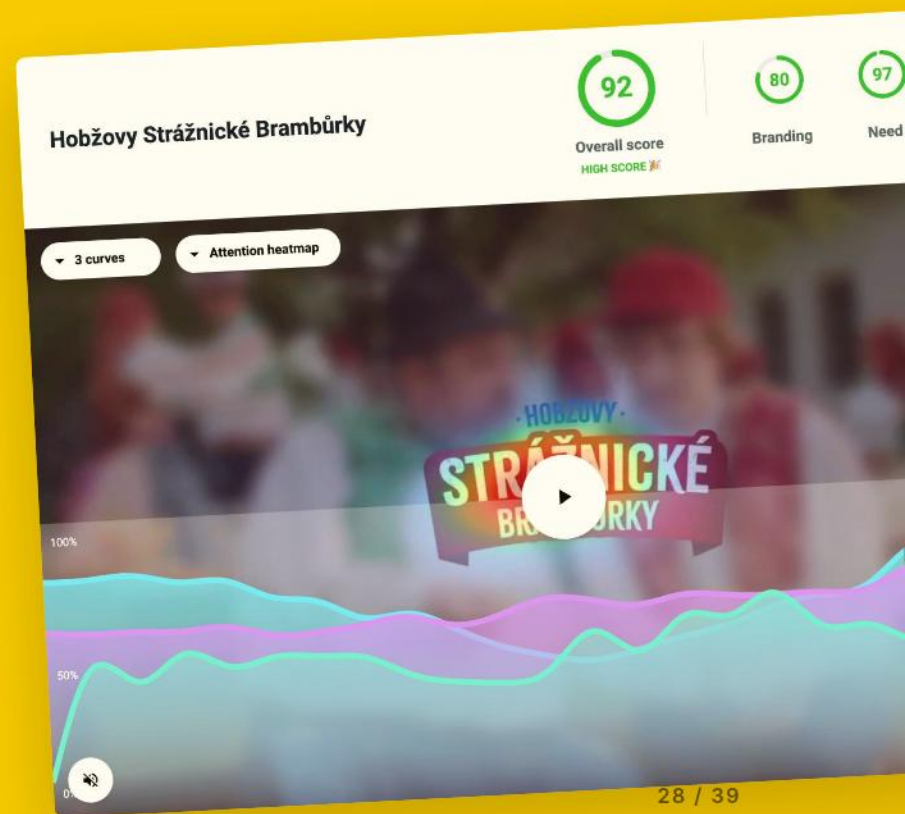 Hobžovy Strážnické Brambůrky
92
Overall score
HIGH SCORE 🎉
80
Branding
97
Need
3 curves
Attention heatmap
· HOBŽOVY ·
STRÁŽNICKÉ
100%
50%
28 / 39